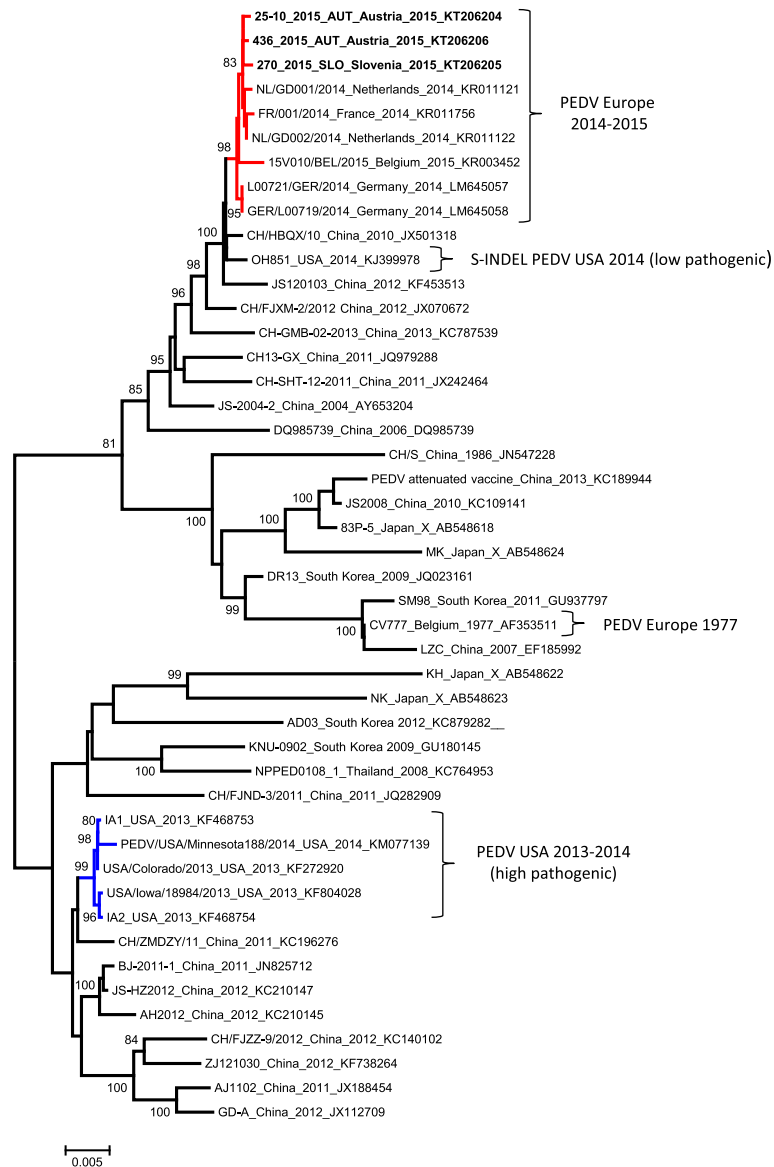 25-10_2015_AUT_Austria_2015_KT206204
436_2015_AUT_Austria_2015_KT206206
270_2015_SLO_Slovenia_2015_KT206205
83
NL/GD001/2014_Netherlands_2014_KR011121
FR/001/2014_France_2014_KR011756
NL/GD002/2014_Netherlands_2014_KR011122
PEDV Europe
2014-2015
98
15V010/BEL/2015_Belgium_2015_KR003452
L00721/GER/2014_Germany_2014_LM645057
95
GER/L00719/2014_Germany_2014_LM645058
100
CH/HBQX/10_China_2010_JX501318
OH851_USA_2014_KJ399978
S-INDEL PEDV USA 2014 (low pathogenic)
98
JS120103_China_2012_KF453513
96
CH/FJXM-2/2012 China_2012_JX070672
CH-GMB-02-2013_China_2013_KC787539
95
CH13-GX_China_2011_JQ979288
CH-SHT-12-2011_China_2011_JX242464
85
JS-2004-2_China_2004_AY653204
DQ985739_China_2006_DQ985739
81
CH/S_China_1986_JN547228
PEDV attenuated vaccine_China_2013_KC189944
100
JS2008_China_2010_KC109141
100
100
83P-5_Japan_X_AB548618
MK_Japan_X_AB548624
DR13_South Korea_2009_JQ023161
99
SM98_South Korea_2011_GU937797
CV777_Belgium_1977_AF353511
PEDV Europe 1977
100
LZC_China_2007_EF185992
99
KH_Japan_X_AB548622
NK_Japan_X_AB548623
AD03_South Korea 2012_KC879282__
KNU-0902_South Korea 2009_GU180145
100
NPPED0108_1_Thailand_2008_KC764953
CH/FJND-3/2011_China_2011_JQ282909
80
IA1_USA_2013_KF468753
98
PEDV/USA/Minnesota188/2014_USA_2014_KM077139
99
USA/Colorado/2013_USA_2013_KF272920
PEDV USA 2013-2014
(high pathogenic)
USA/Iowa/18984/2013_USA_2013_KF804028
96
IA2_USA_2013_KF468754
CH/ZMDZY/11_China_2011_KC196276
BJ-2011-1_China_2011_JN825712
100
JS-HZ2012_China_2012_KC210147
AH2012_China_2012_KC210145
84
CH/FJZZ-9/2012_China_2012_KC140102
ZJ121030_China_2012_KF738264
100
AJ1102_China_2011_JX188454
100
GD-A_China_2012_JX112709
0.005